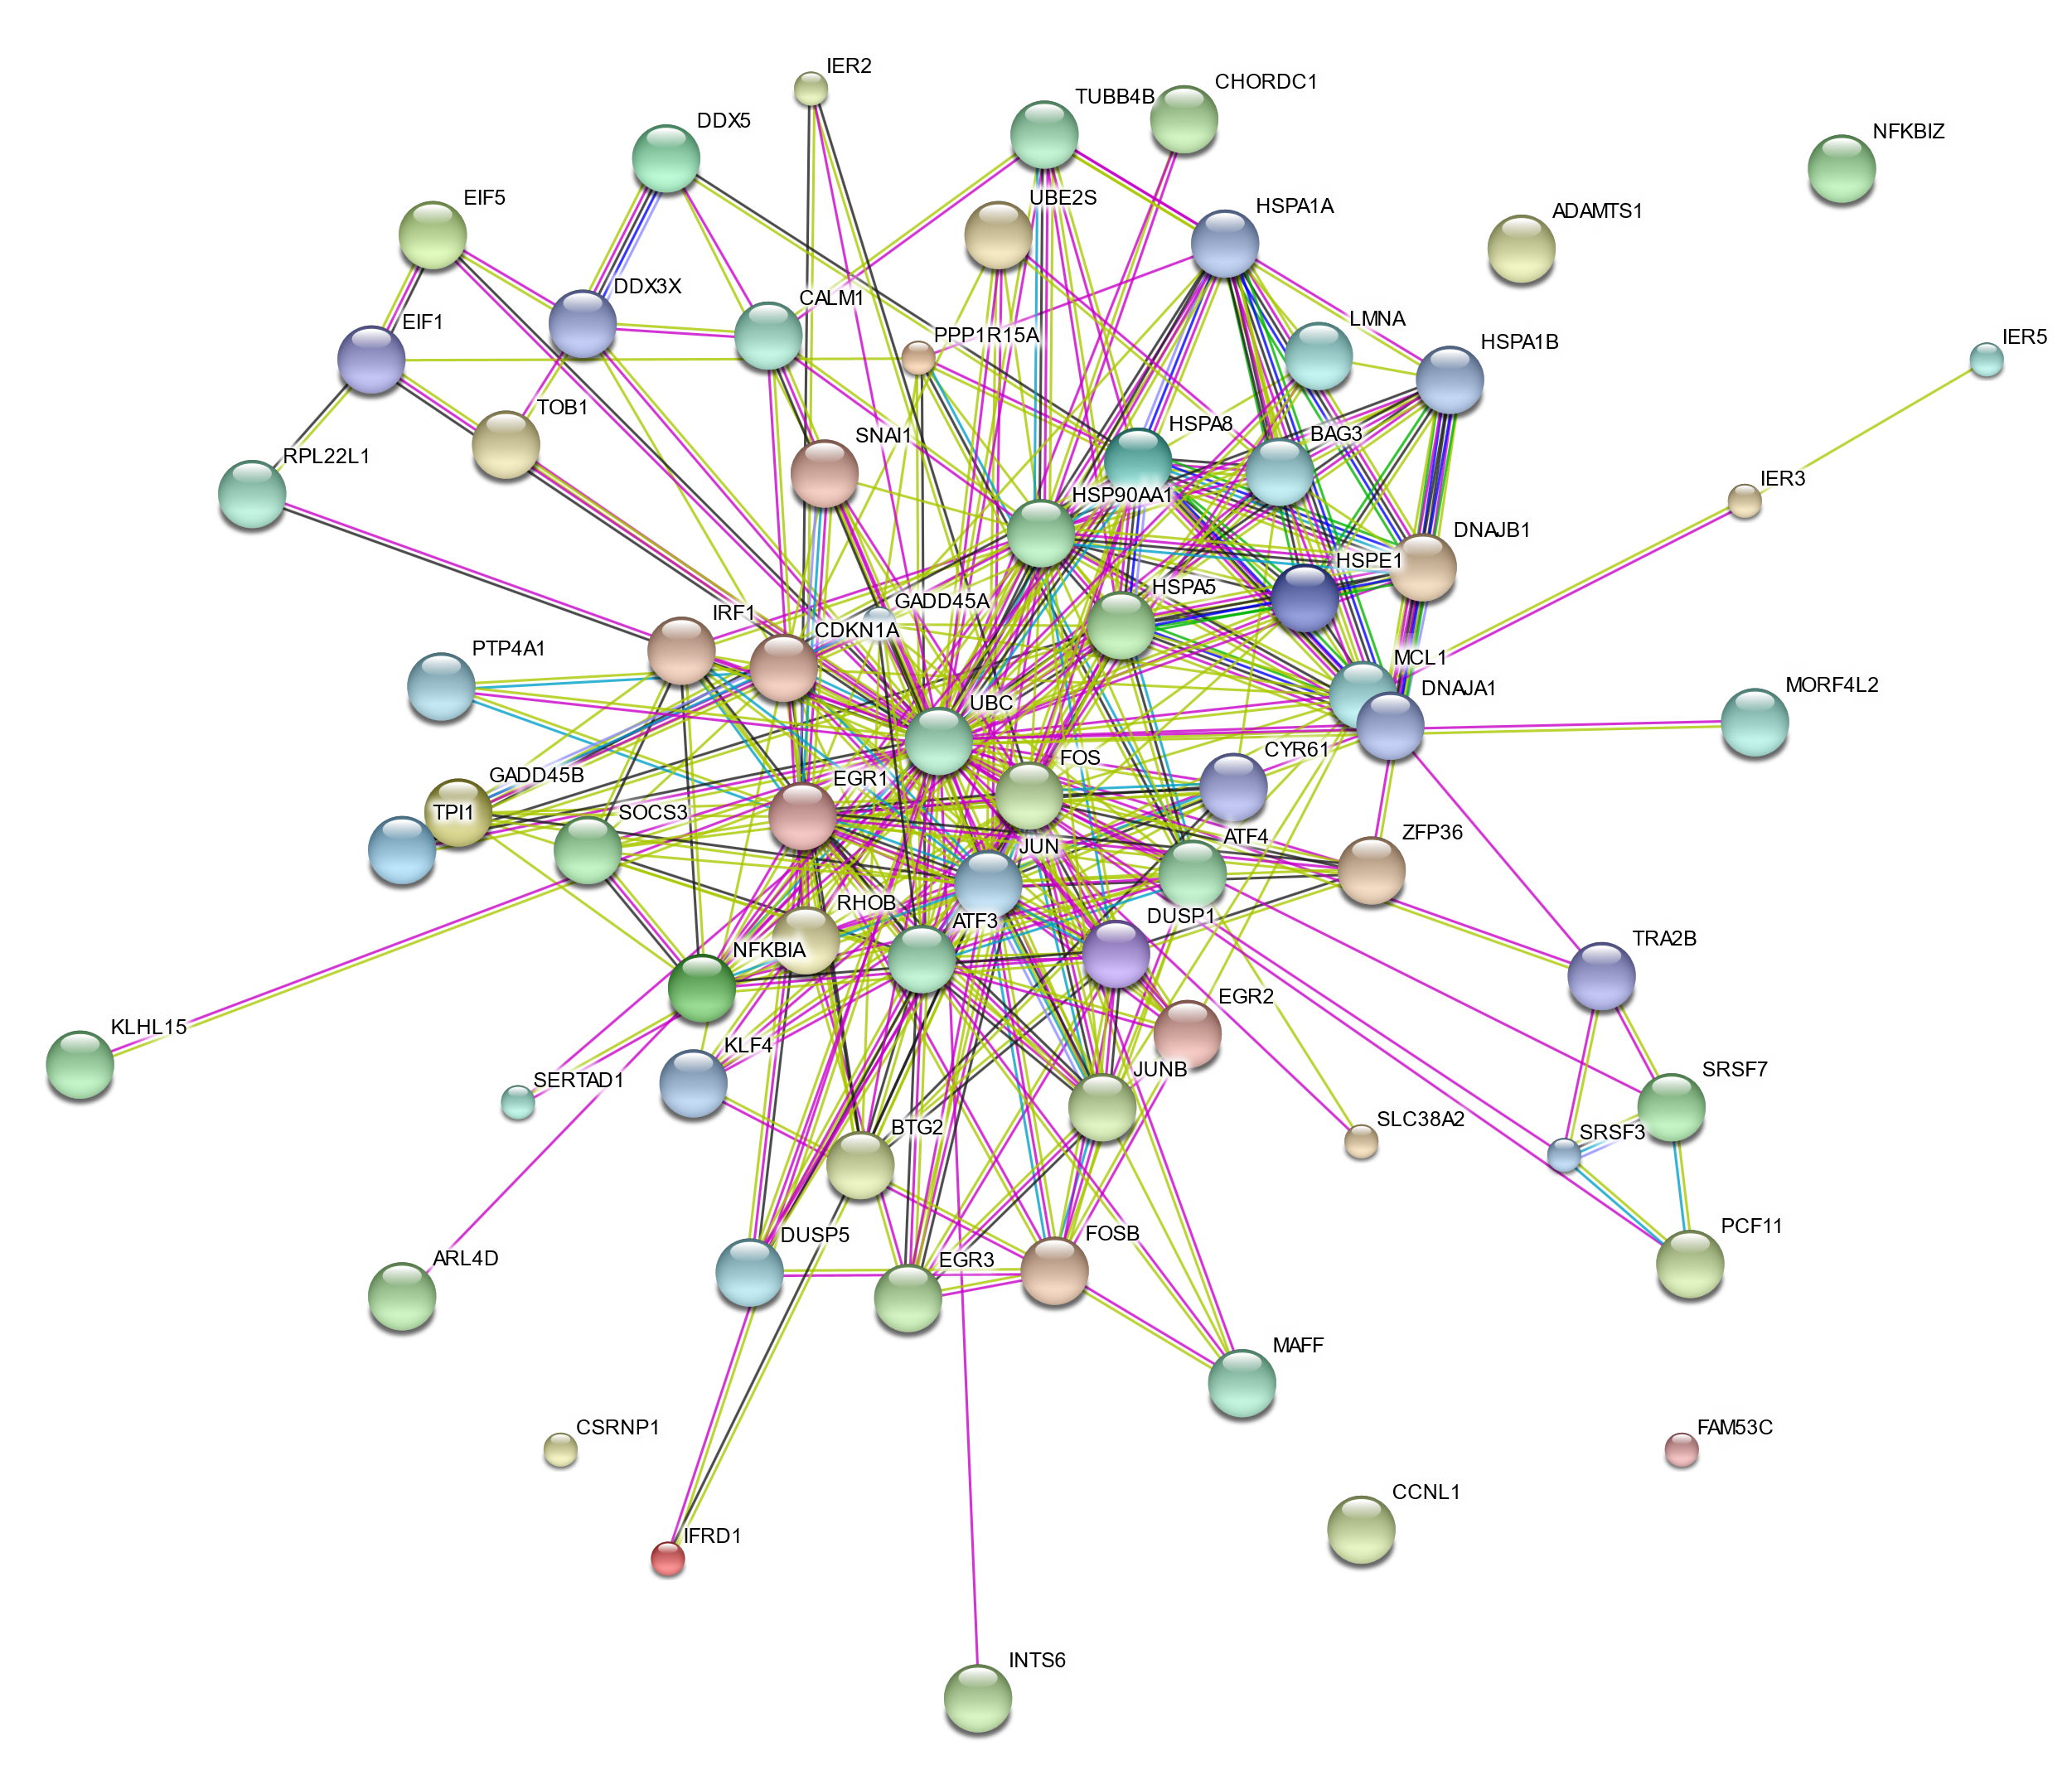 IER2
CHORDC1
TUBB4B
DDX5
NFKBIZ
EIF5
UBE2S
HSPA1A
ADAMTS1
DDX3X
CALM1
EIF1
PPP1R15A
LMNA
HSPA1B
IER5
TOB1
SNAI1
HSPA8
BAG3
RPL22L1
IER3
HSP90AA1
DNAJB1
HSPE1
HSPA5
GADD45A
IRF1
CDKN1A
PTP4A1
MCL1
DNAJA1
MORF4L2
UBC
CYR61
FOS
GADD45B
EGR1
TPI1
SOCS3
ATF4
ZFP36
JUN
RHOB
ATF3
DUSP1
NFKBIA
TRA2B
EGR2
KLHL15
KLF4
JUNB
SRSF7
SERTAD1
SLC38A2
BTG2
SRSF3
PCF11
DUSP5
FOSB
ARL4D
EGR3
MAFF
CSRNP1
FAM53C
CCNL1
IFRD1
INTS6